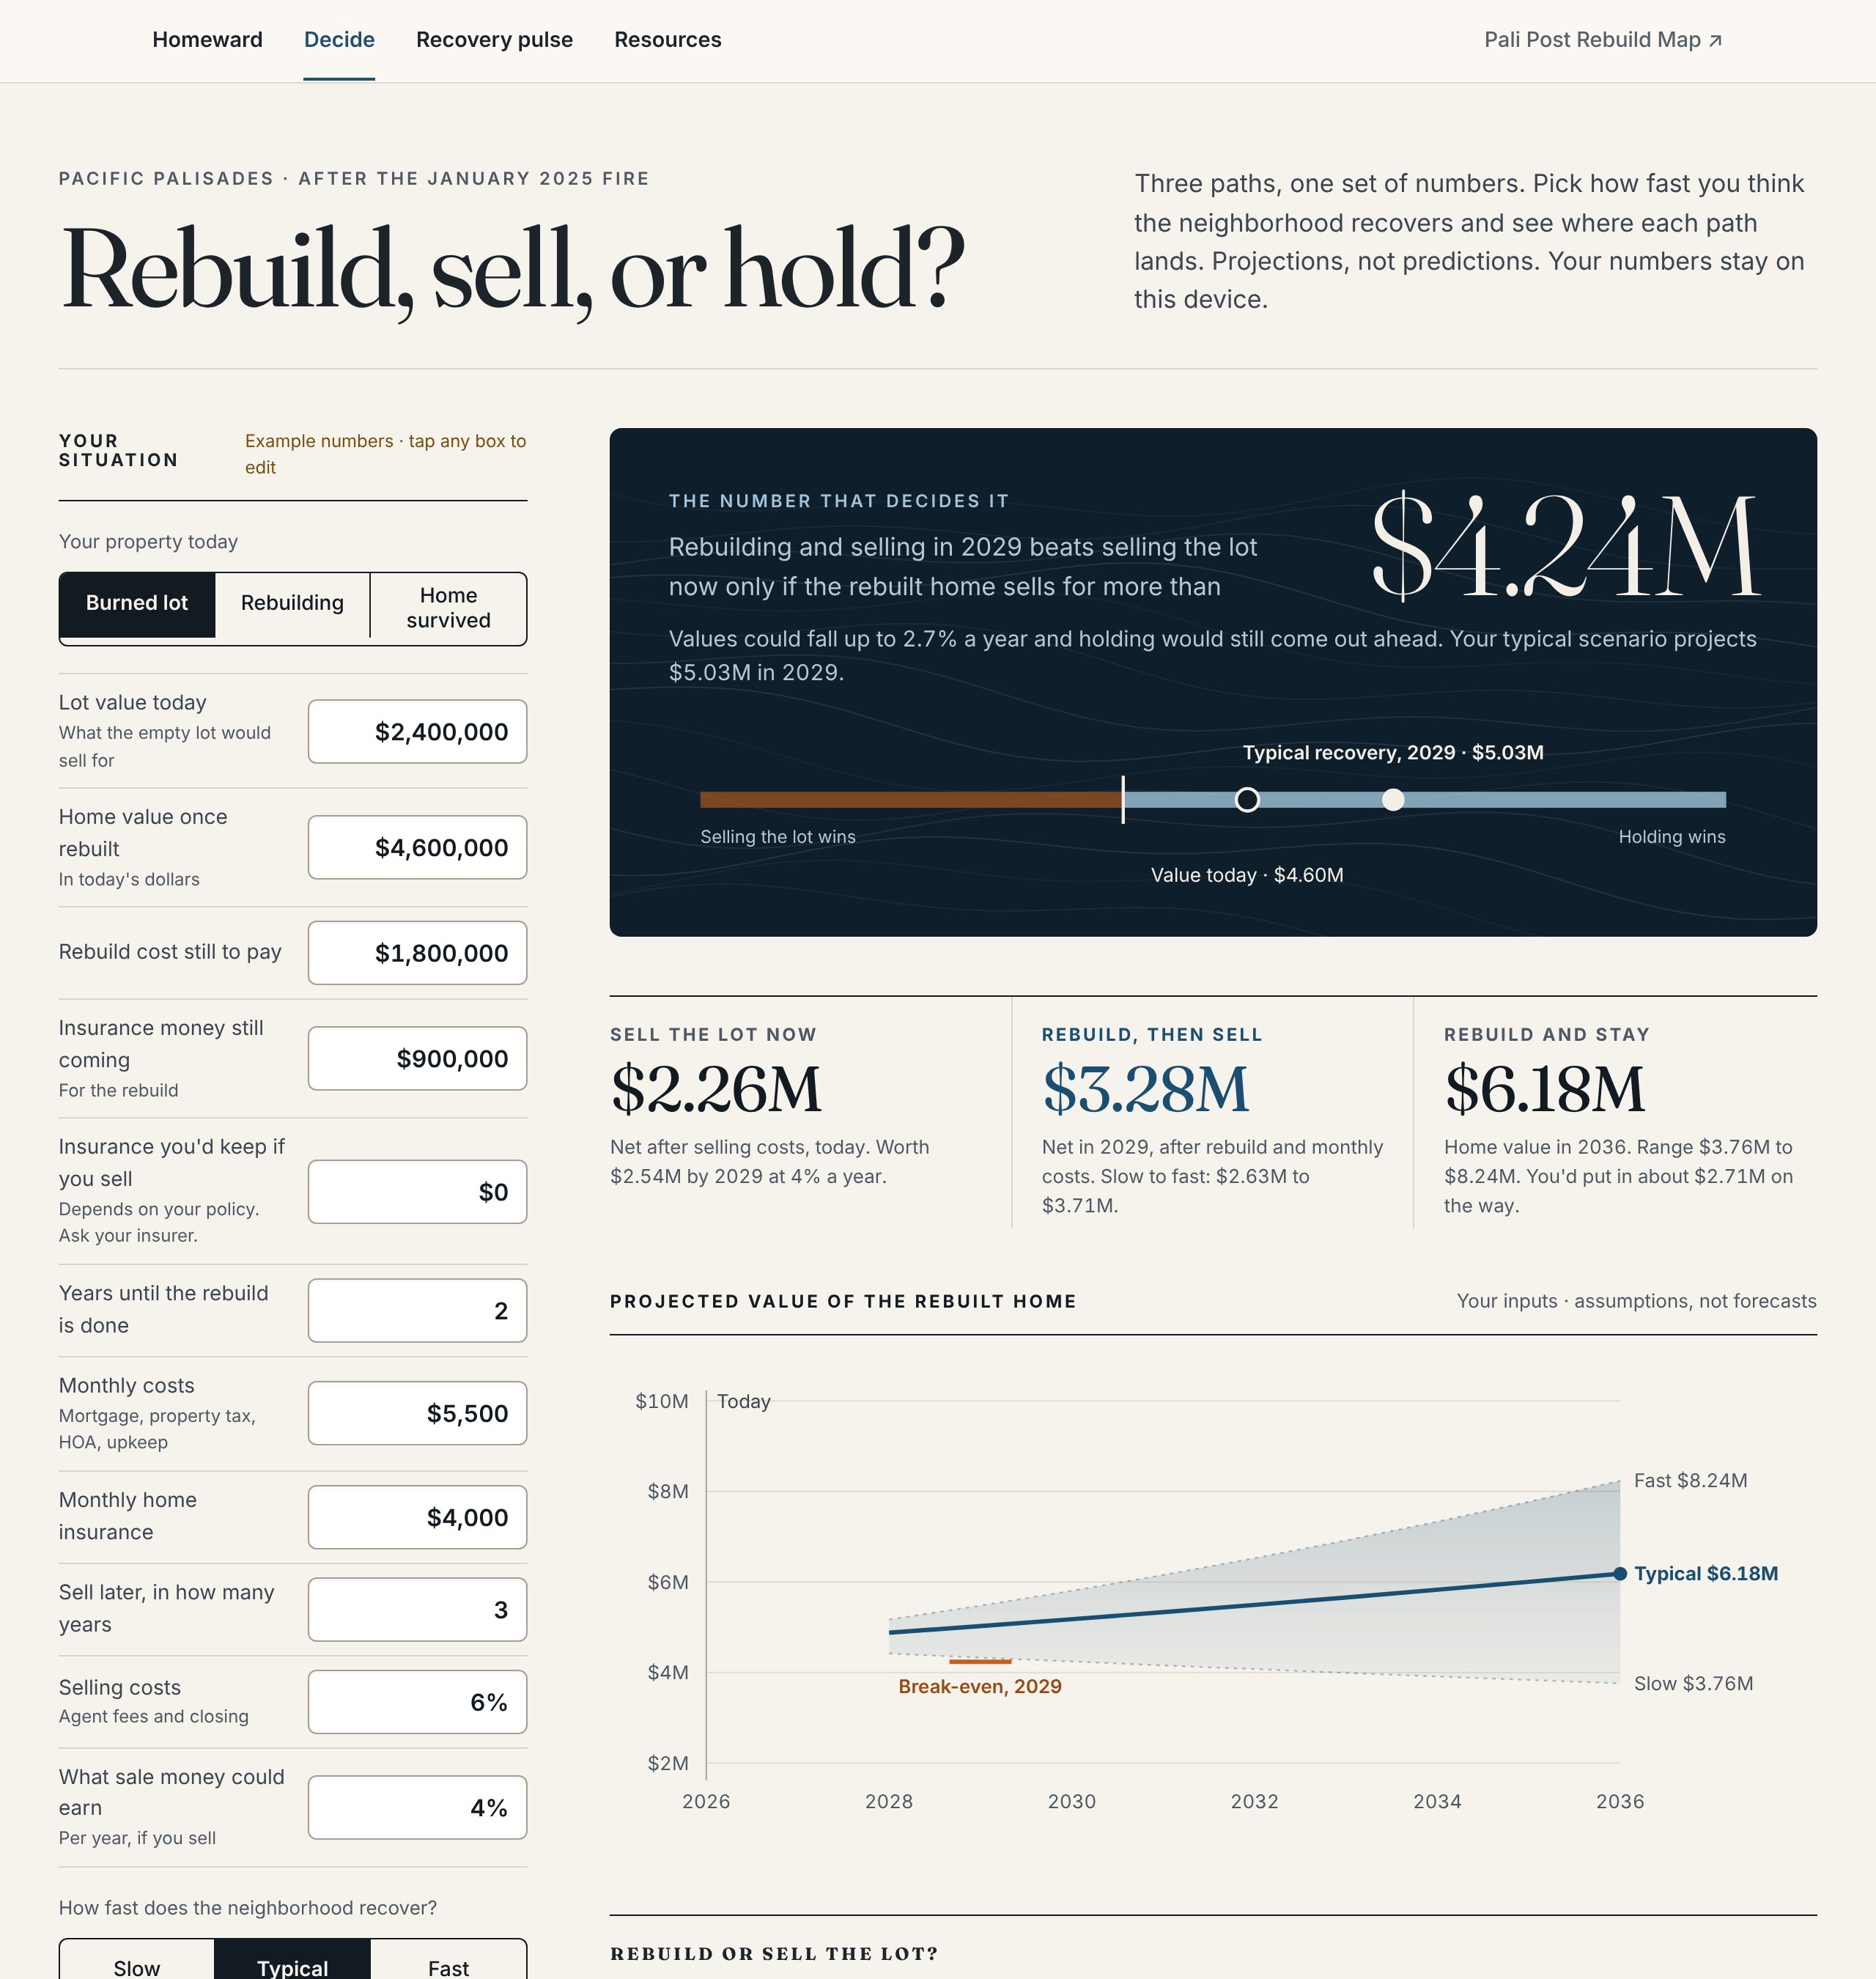 Homeward
Decide
Recovery pulse
Resources
Pali Post Rebuild Map ↗
PACIFIC PALISADES · AFTER THE JANUARY 2025 FIRE
Rebuild, sell, or hold?
Three paths, one set of numbers. Pick how fast you think
the neighborhood recovers and see where each path
lands. Projections, not predictions. Your numbers stay on
this device.
YOUR
SITUATION
Example numbers · tap any box to
edit
Your property today
Burned lot
Rebuilding
Home
survived
Lot value today
What the empty lot would
sell for
$2,400,000
Home value once
rebuilt
In today's dollars
$4,600,000
Rebuild cost still to pay
$1,800,000
Insurance money still
coming
For the rebuild
$900,000
Insurance you'd keep if
you sell
Depends on your policy.
Ask your insurer.
$0
Years until the rebuild
is done
2
Monthly costs
Mortgage, property tax,
HOA, upkeep
$5,500
Monthly home
insurance
$4,000
Sell later, in how many
years
3
Selling costs
Agent fees and closing
6%
What sale money could
earn
Per year, if you sell
4%
How fast does the neighborhood recover?
Slow
Typical
Fast
THE NUMBER THAT DECIDES IT
Rebuilding and selling in 2029 beats selling the lot
now only if the rebuilt home sells for more than
$4.24M
Values could fall up to 2.7% a year and holding would still come out ahead. Your typical scenario projects
$5.03M in 2029.
Typical recovery, 2029 · $5.03M
Selling the lot wins
Holding wins
Value today · $4.60M
SELL THE LOT NOW
$2.26M
Net after selling costs, today. Worth
$2.54M by 2029 at 4% a year.
REBUILD, THEN SELL
$3.28M
Net in 2029, after rebuild and monthly
costs. Slow to fast: $2.63M to
$3.71M.
REBUILD AND STAY
$6.18M
Home value in 2036. Range $3.76M to
$8.24M. You'd put in about $2.71M on
the way.
PROJECTED VALUE OF THE REBUILT HOME
Your inputs · assumptions, not forecasts
$10M
Today
$8M
Fast $8.24M
$6M
Typical $6.18M
$4M
Break-even, 2029
Slow $3.76M
$2M
2026
2028
2030
2032
2034
2036
REBUILD OR SELL THE LOT?